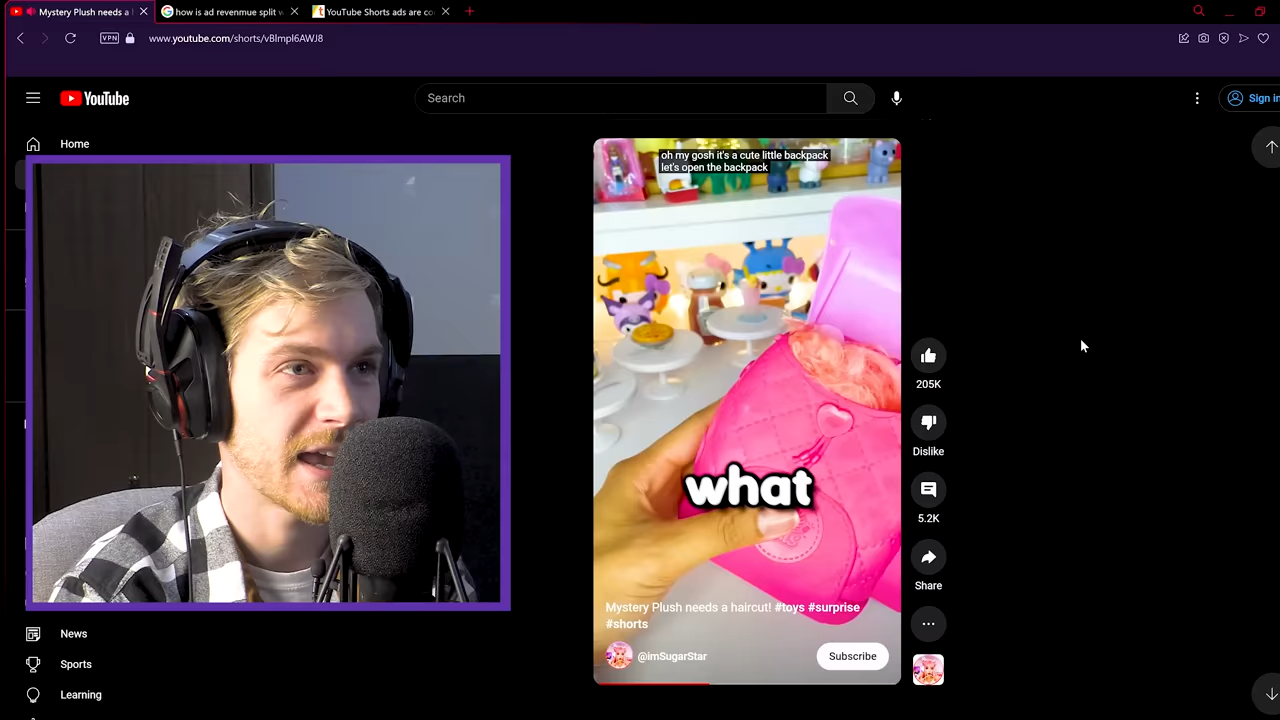 Mystery Plush needs a
how is ad revenmue split w
YouTube Shorts ads are co
VPN
www.youtube.com/shorts/vBlmpl6AWJ8
YouTube
Search
Sign in
Home
oh my gosh it's a cute little backpack
let's open the backpack
what
205K
Dislike
5.2K
Share
Mystery Plush needs a haircut! #toys #surprise
#shorts
@imSugarStar
Subscribe
News
Sports
Learning